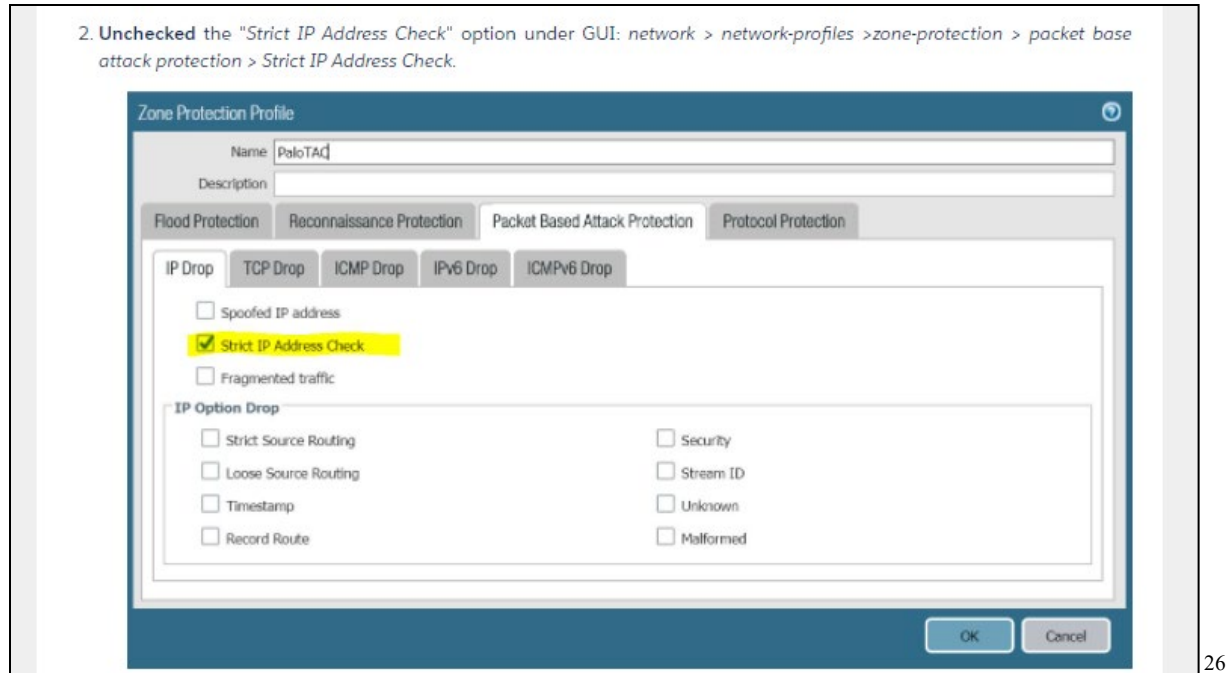 2. Unchecked the "Strict IP Address Check" option under GUI: network > network-profiles >zone-protection > packet base
attack protection > Strict IP Address Check.
Zone Protection Profile
Name PaloTAC
Description
Flood Protection Reconnaissance Protection Packet Based Attack Protection Protocol Protection
IP Drop TCP Drop ICMP Drop IPv6 Drop ICMPv6 Drop
Spoofed IP address
Strict IP Address Check
Fragmented traffic
IP Option Drop
Strict Source Routing Security
Loose Source Routing Stream ID
Timestamp Unknown
Record Route Malformed
OK Cancel
26